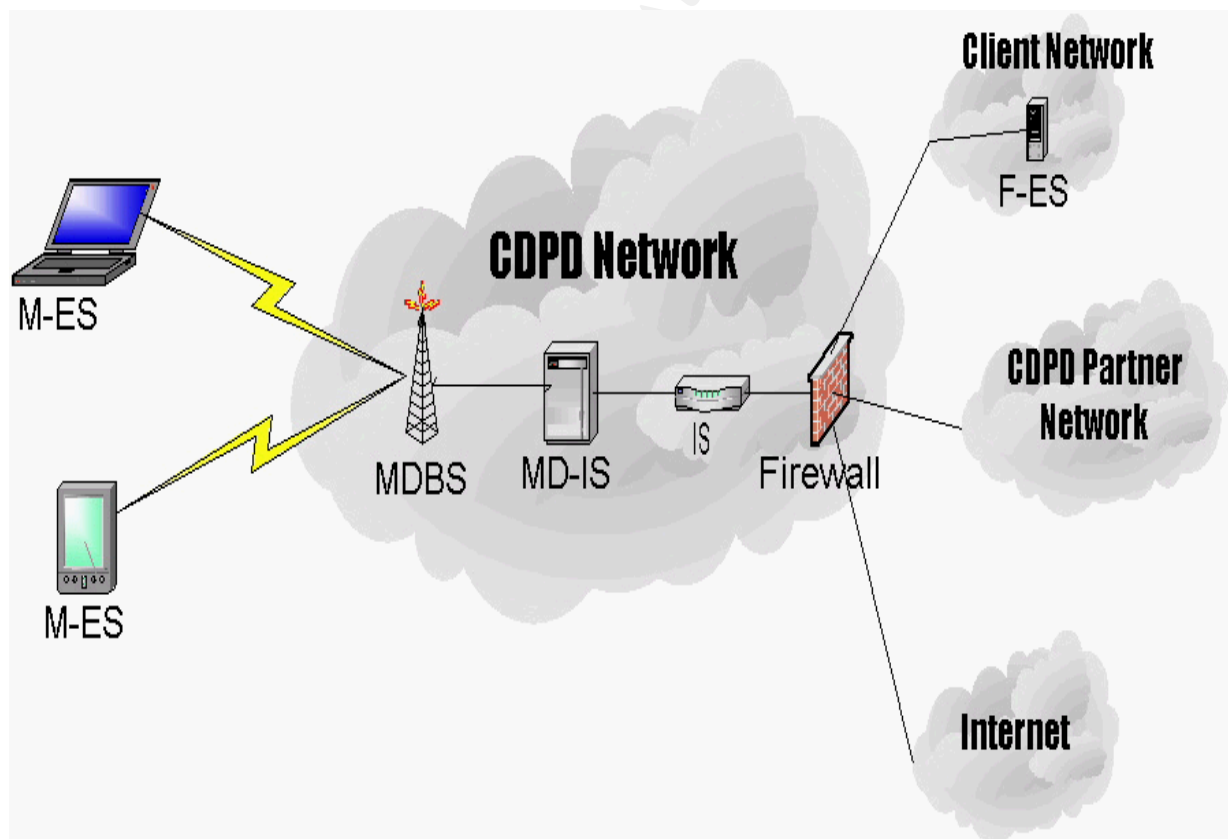 Client Network
F-ES
CDPD Network
M-ES
CDPD Partner
Network
MDBS
MD-IS
IS
Firewall
M-ES
Internet